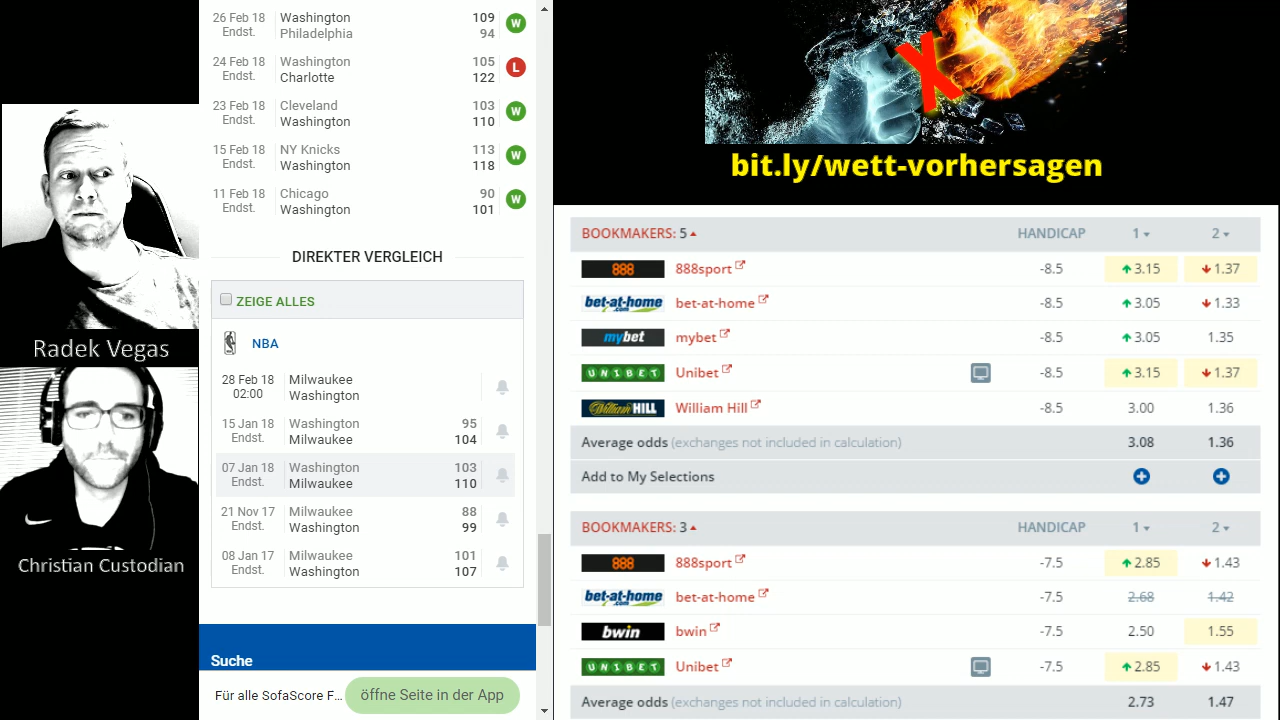 Radek Vegas
Christian Custodian
26 Feb 18 Washington 109 W
Endst. Philadelphia 94
24 Feb 18 Washington 105 L
Endst. Charlotte 122
23 Feb 18 Cleveland 103 W
Endst. Washington 110
15 Feb 18 NY Knicks 113 W
Endst. Washington 118
11 Feb 18 Chicago 90 W
Endst. Washington 101
DIREKTER VERGLEICH
ZEIGE ALLES
NBA
28 Feb 1 Milwaukee
02:00 Washington
15 Jan 18 Washington 95
Endst. Milwaukee 104
07 Jan 18 Washington 103
Endst. Milwaukee 110
21 Nov 17 Milwaukee 88
Endst. Washington 99
08 Jan 17 Milwaukee 101
Endst. Washington 107
Suche
Für alle SofaScore F... öffne Seite in der App
X
bit.ly/wett-vorhersagen
BOOKMAKERS: 5 HANDICAP 1 2
888 888sport -8.5 3.15 1.37
bet-at-home.com bet-at-home -8.5 3.05 1.33
mybet mybet -8.5 3.05 1.35
UNIBET Unibet -8.5 3.15 1.37
William HILL William Hill -8.5 3.00 1.36
Average odds (exchanges not included in calculation) 3.08 1.36
Add to My Selections
BOOKMAKERS: 3 HANDICAP 1 2
888 888sport -7.5 2.85 1.43
bet-at-home.com bet-at-home -7.5 2.68 1.42
bwin bwin -7.5 2.50 1.55
UNIBET Unibet -7.5 2.85 1.43
Average odds (exchanges not included in calculation) 2.73 1.47